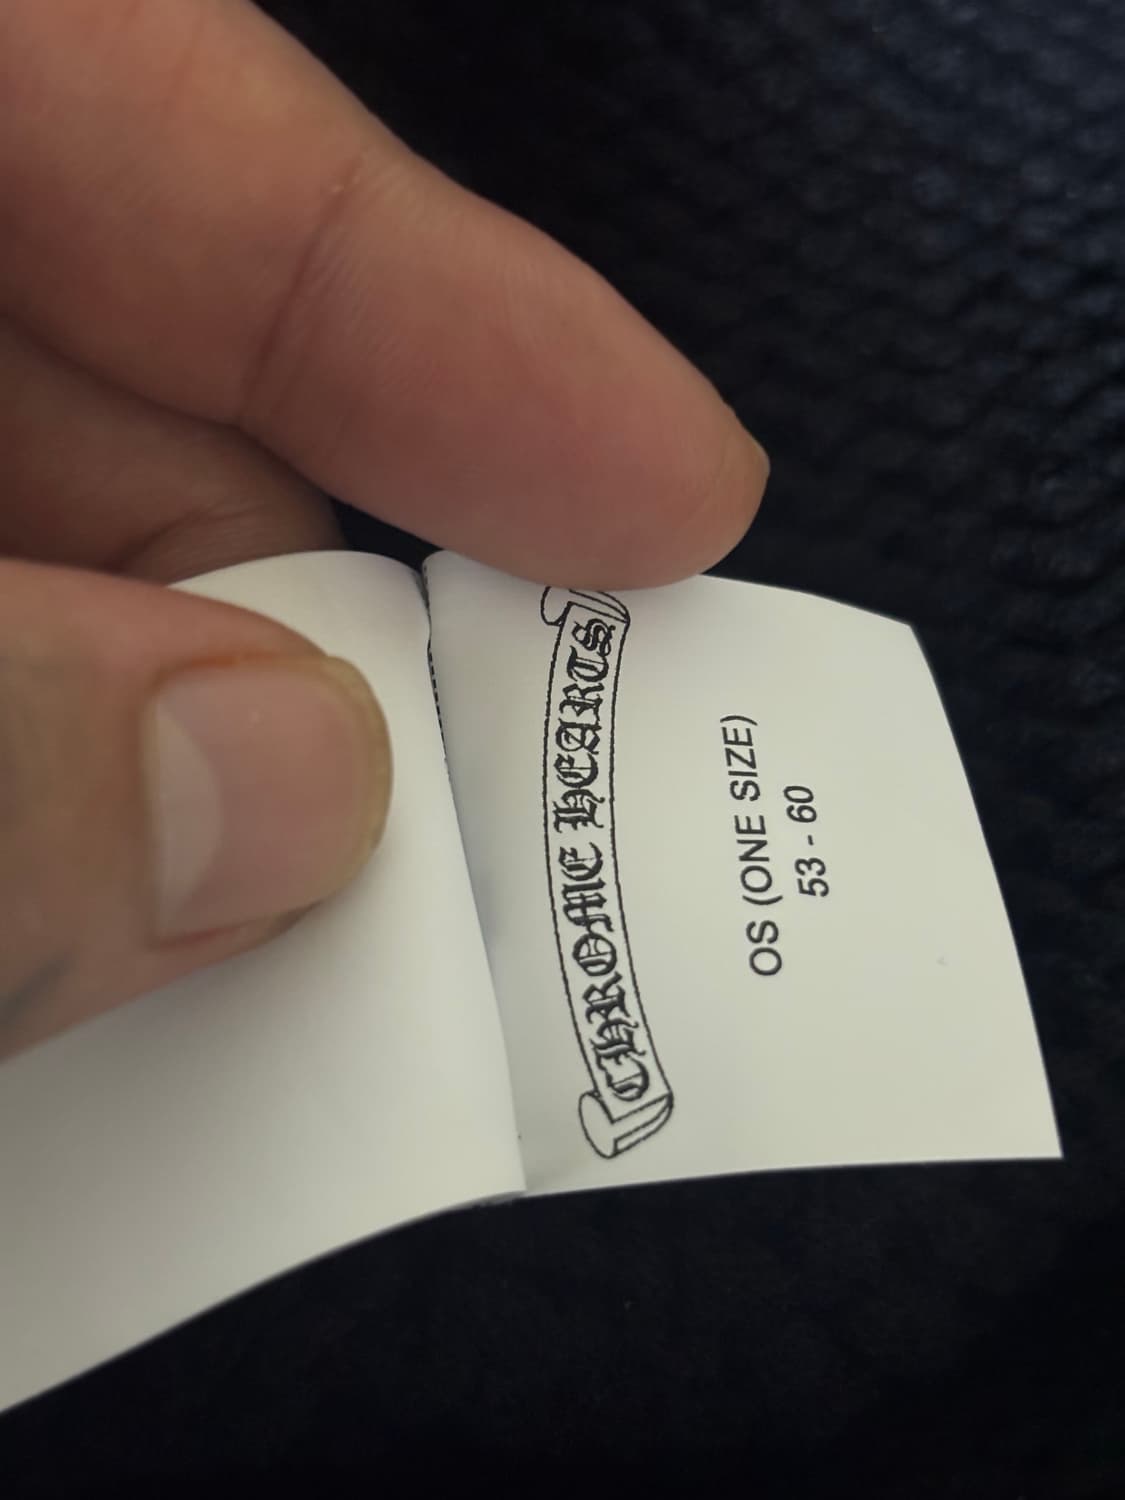 CHROME HEARTS
OS (ONE SIZE)
53 - 60